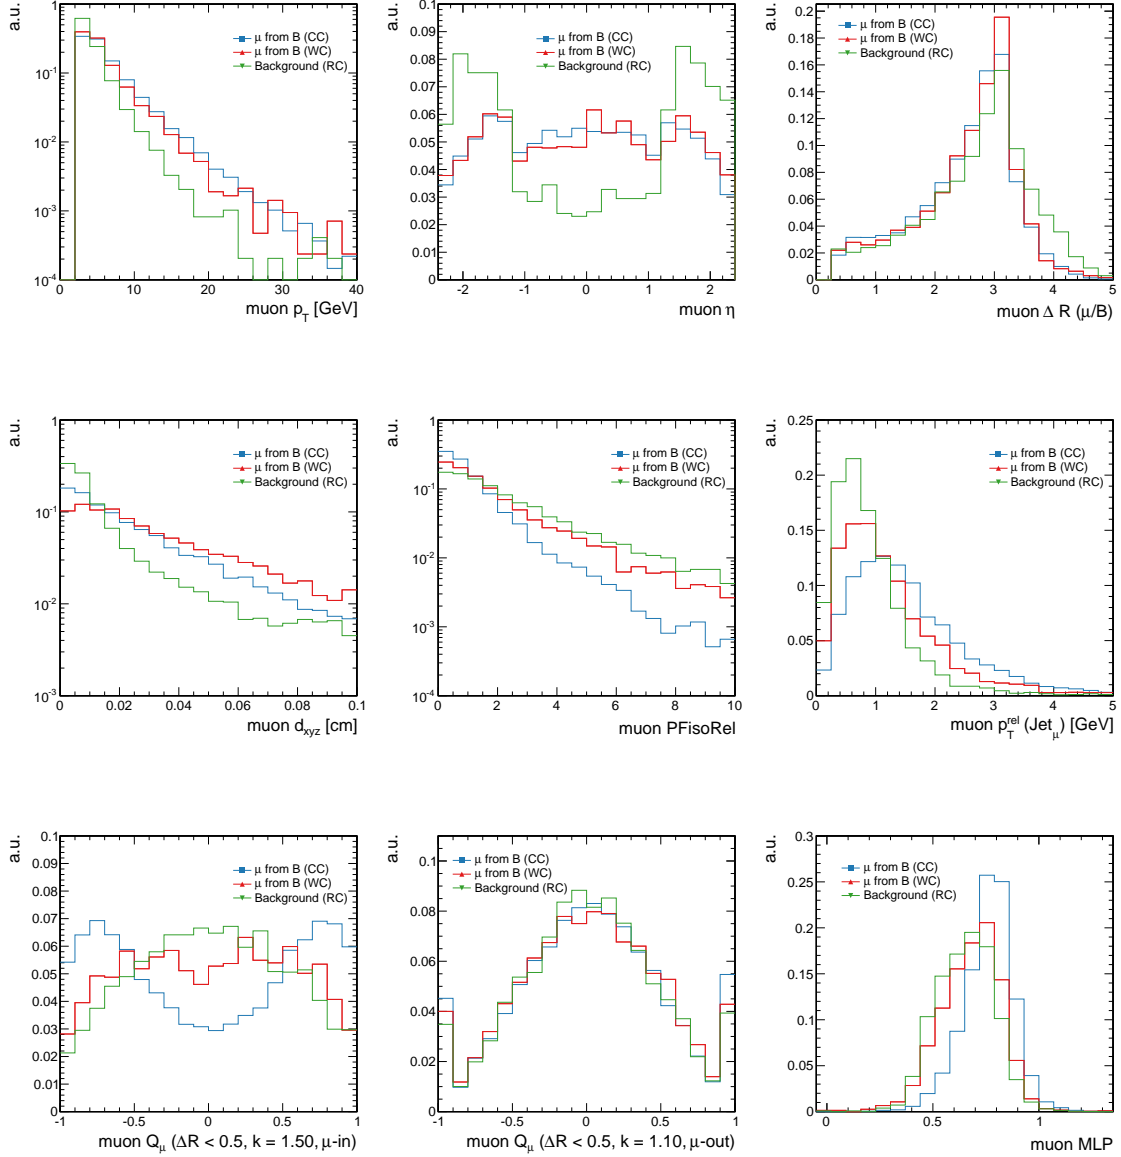 a.u.
1
10⁻¹
10⁻²
10⁻³
10⁻⁴
μ from B (CC)
μ from B (WC)
Background (RC)
0 10 20 30 40
muon p_T [GeV]
a.u.
0.1
0.09
0.08
0.07
0.06
0.05
0.04
0.03
0.02
0.01
0
μ from B (CC)
μ from B (WC)
Background (RC)
-2 -1 0 1 2
muon η
a.u.
0.2
0.18
0.16
0.14
0.12
0.1
0.08
0.06
0.04
0.02
0
μ from B (CC)
μ from B (WC)
Background (RC)
0 1 2 3 4 5
muon Δ R (μ/B)
a.u.
1
10⁻¹
10⁻²
10⁻³
μ from B (CC)
μ from B (WC)
Background (RC)
0 0.02 0.04 0.06 0.08 0.1
muon d_xyz [cm]
a.u.
1
10⁻¹
10⁻²
10⁻³
10⁻⁴
μ from B (CC)
μ from B (WC)
Background (RC)
0 2 4 6 8 10
muon PFisoRel
a.u.
0.25
0.2
0.15
0.1
0.05
0
μ from B (CC)
μ from B (WC)
Background (RC)
0 1 2 3 4 5
muon p_T^rel (Jet_μ) [GeV]
a.u.
0.1
0.09
0.08
0.07
0.06
0.05
0.04
0.03
0.02
0.01
0
μ from B (CC)
μ from B (WC)
Background (RC)
-1 -0.5 0 0.5 1
muon Q_μ (ΔR < 0.5, k = 1.50, μ-in)
a.u.
0.1
0.08
0.06
0.04
0.02
0
μ from B (CC)
μ from B (WC)
Background (RC)
-1 -0.5 0 0.5 1
muon Q_μ (ΔR < 0.5, k = 1.10, μ-out)
a.u.
0.3
0.25
0.2
0.15
0.1
0.05
0
μ from B (CC)
μ from B (WC)
Background (RC)
0 0.5 1
muon MLP